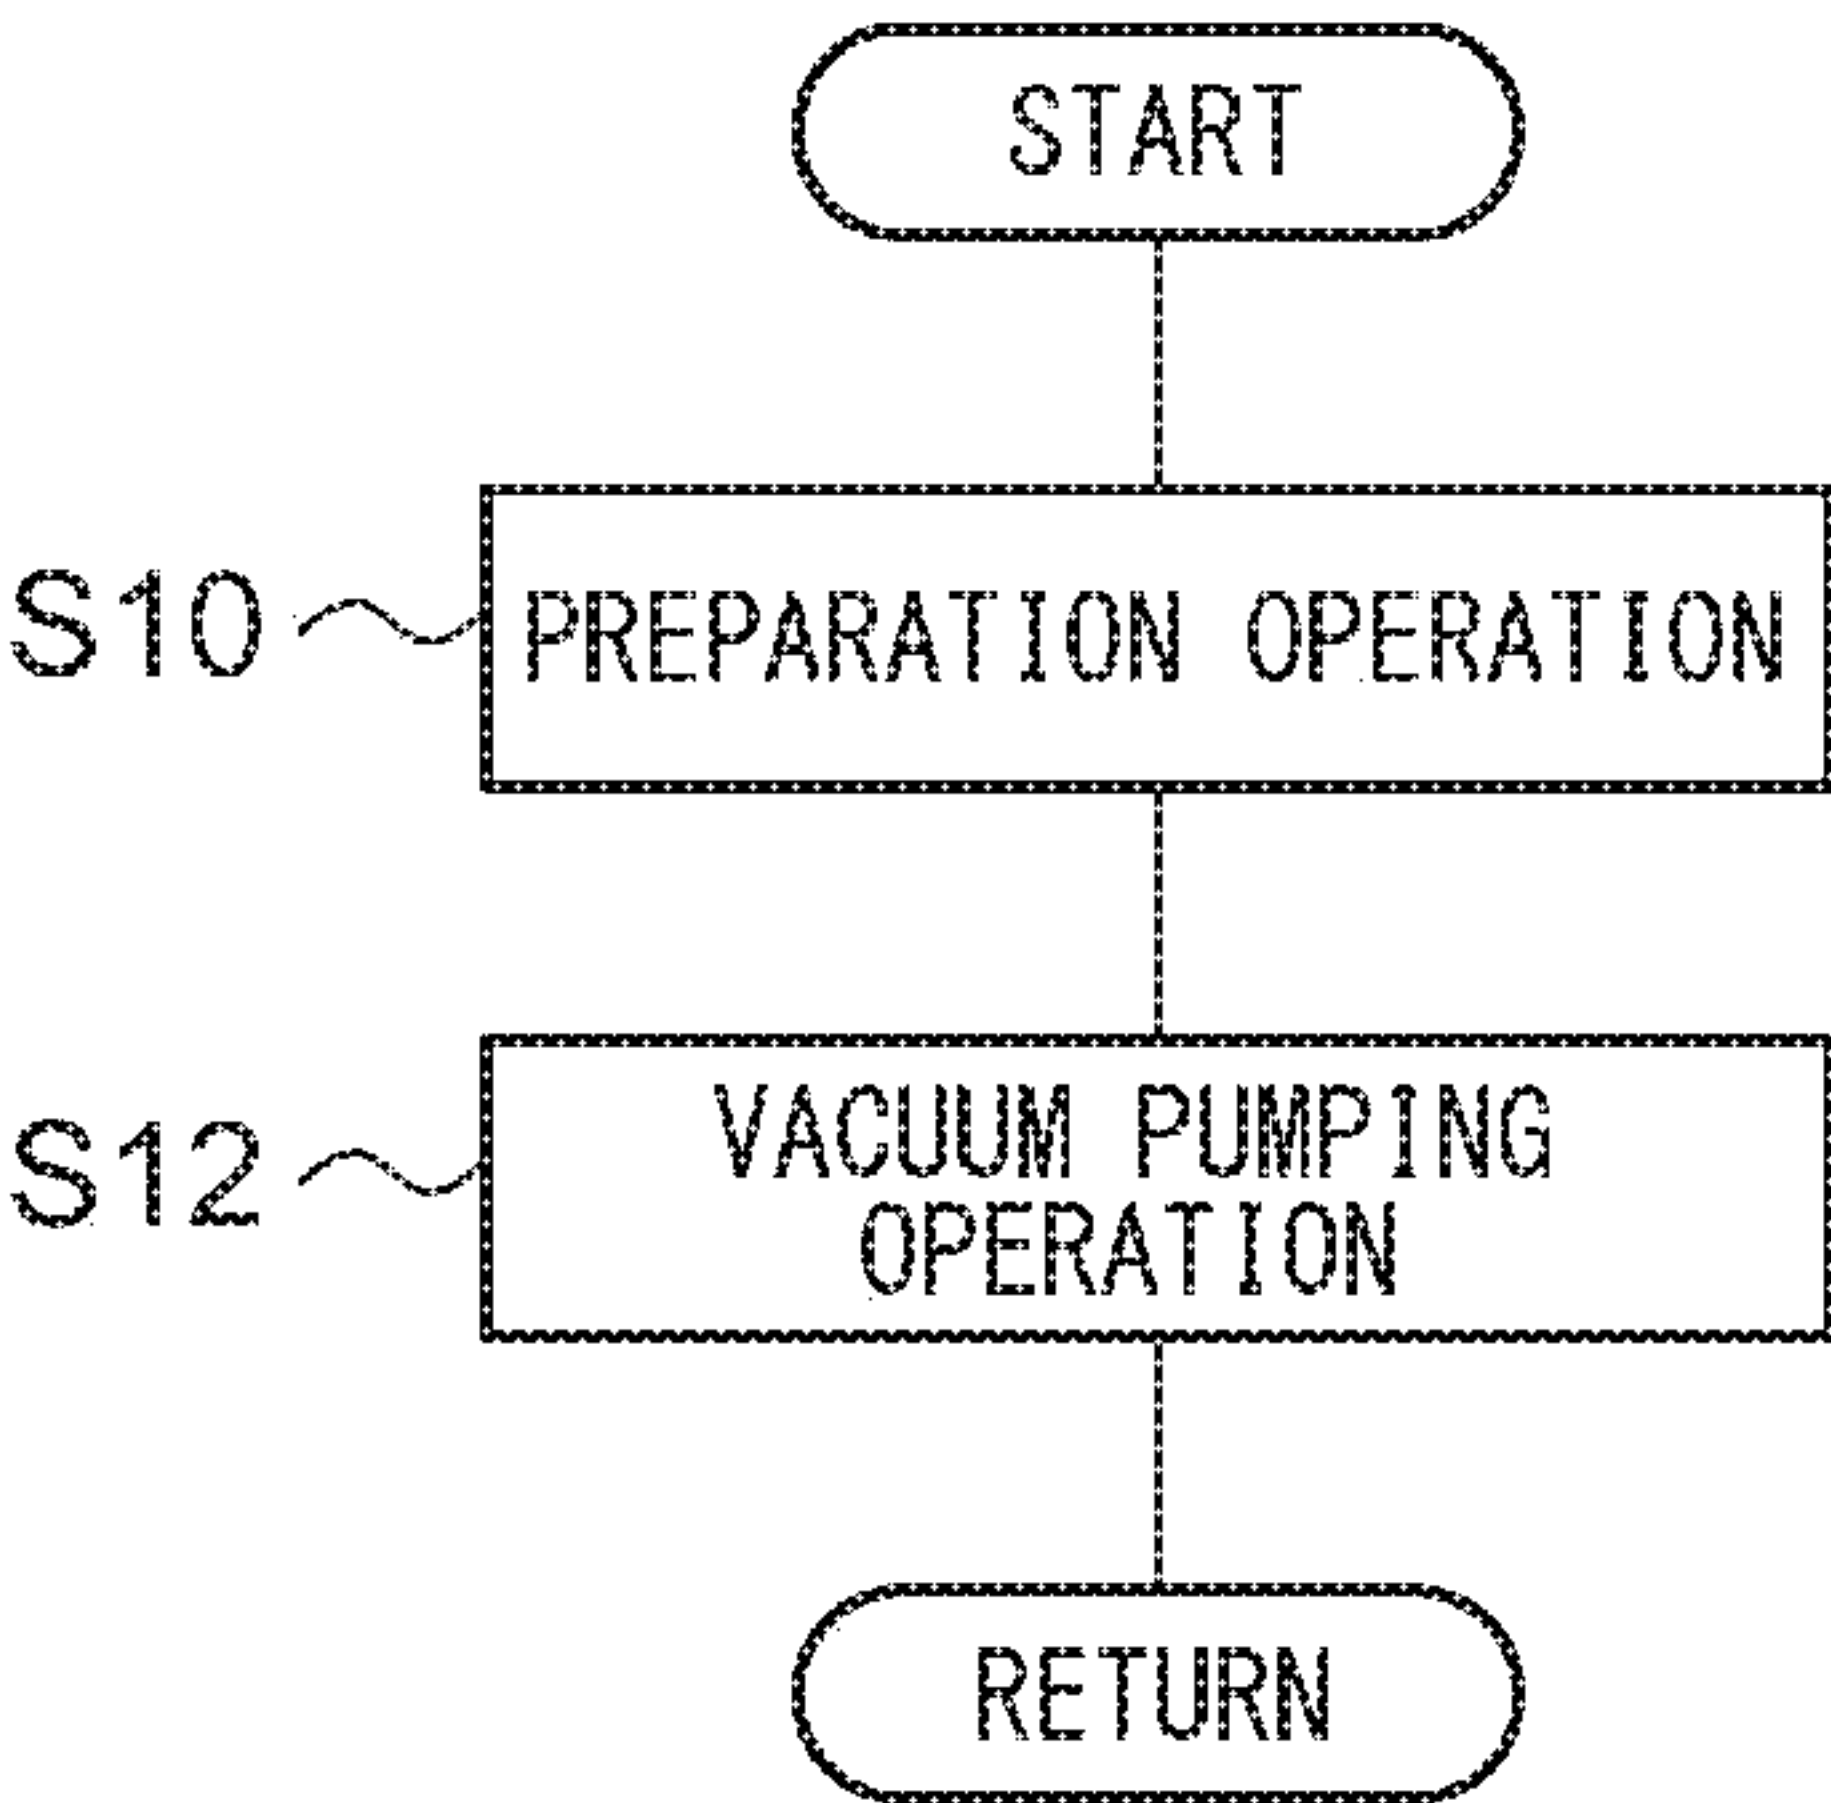 START
S10
PREPARATION OPERATION
S12
VACUUM PUMPING
OPERATION
RETURN